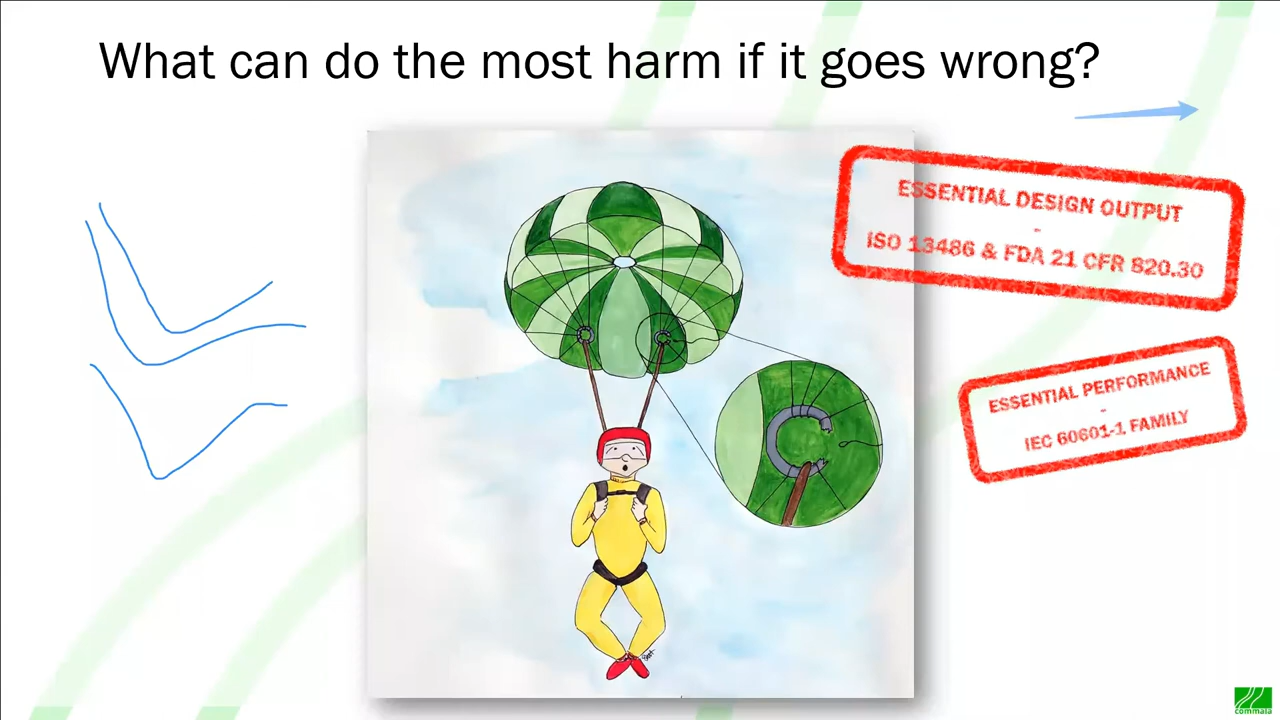 What can do the most harm if it goes wrong?
ESSENTIAL DESIGN OUTPUT
-
ISO 13486 & FDA 21 CFR 820.30
ESSENTIAL PERFORMANCE
-
IEC 60601-1 FAMILY
commaia